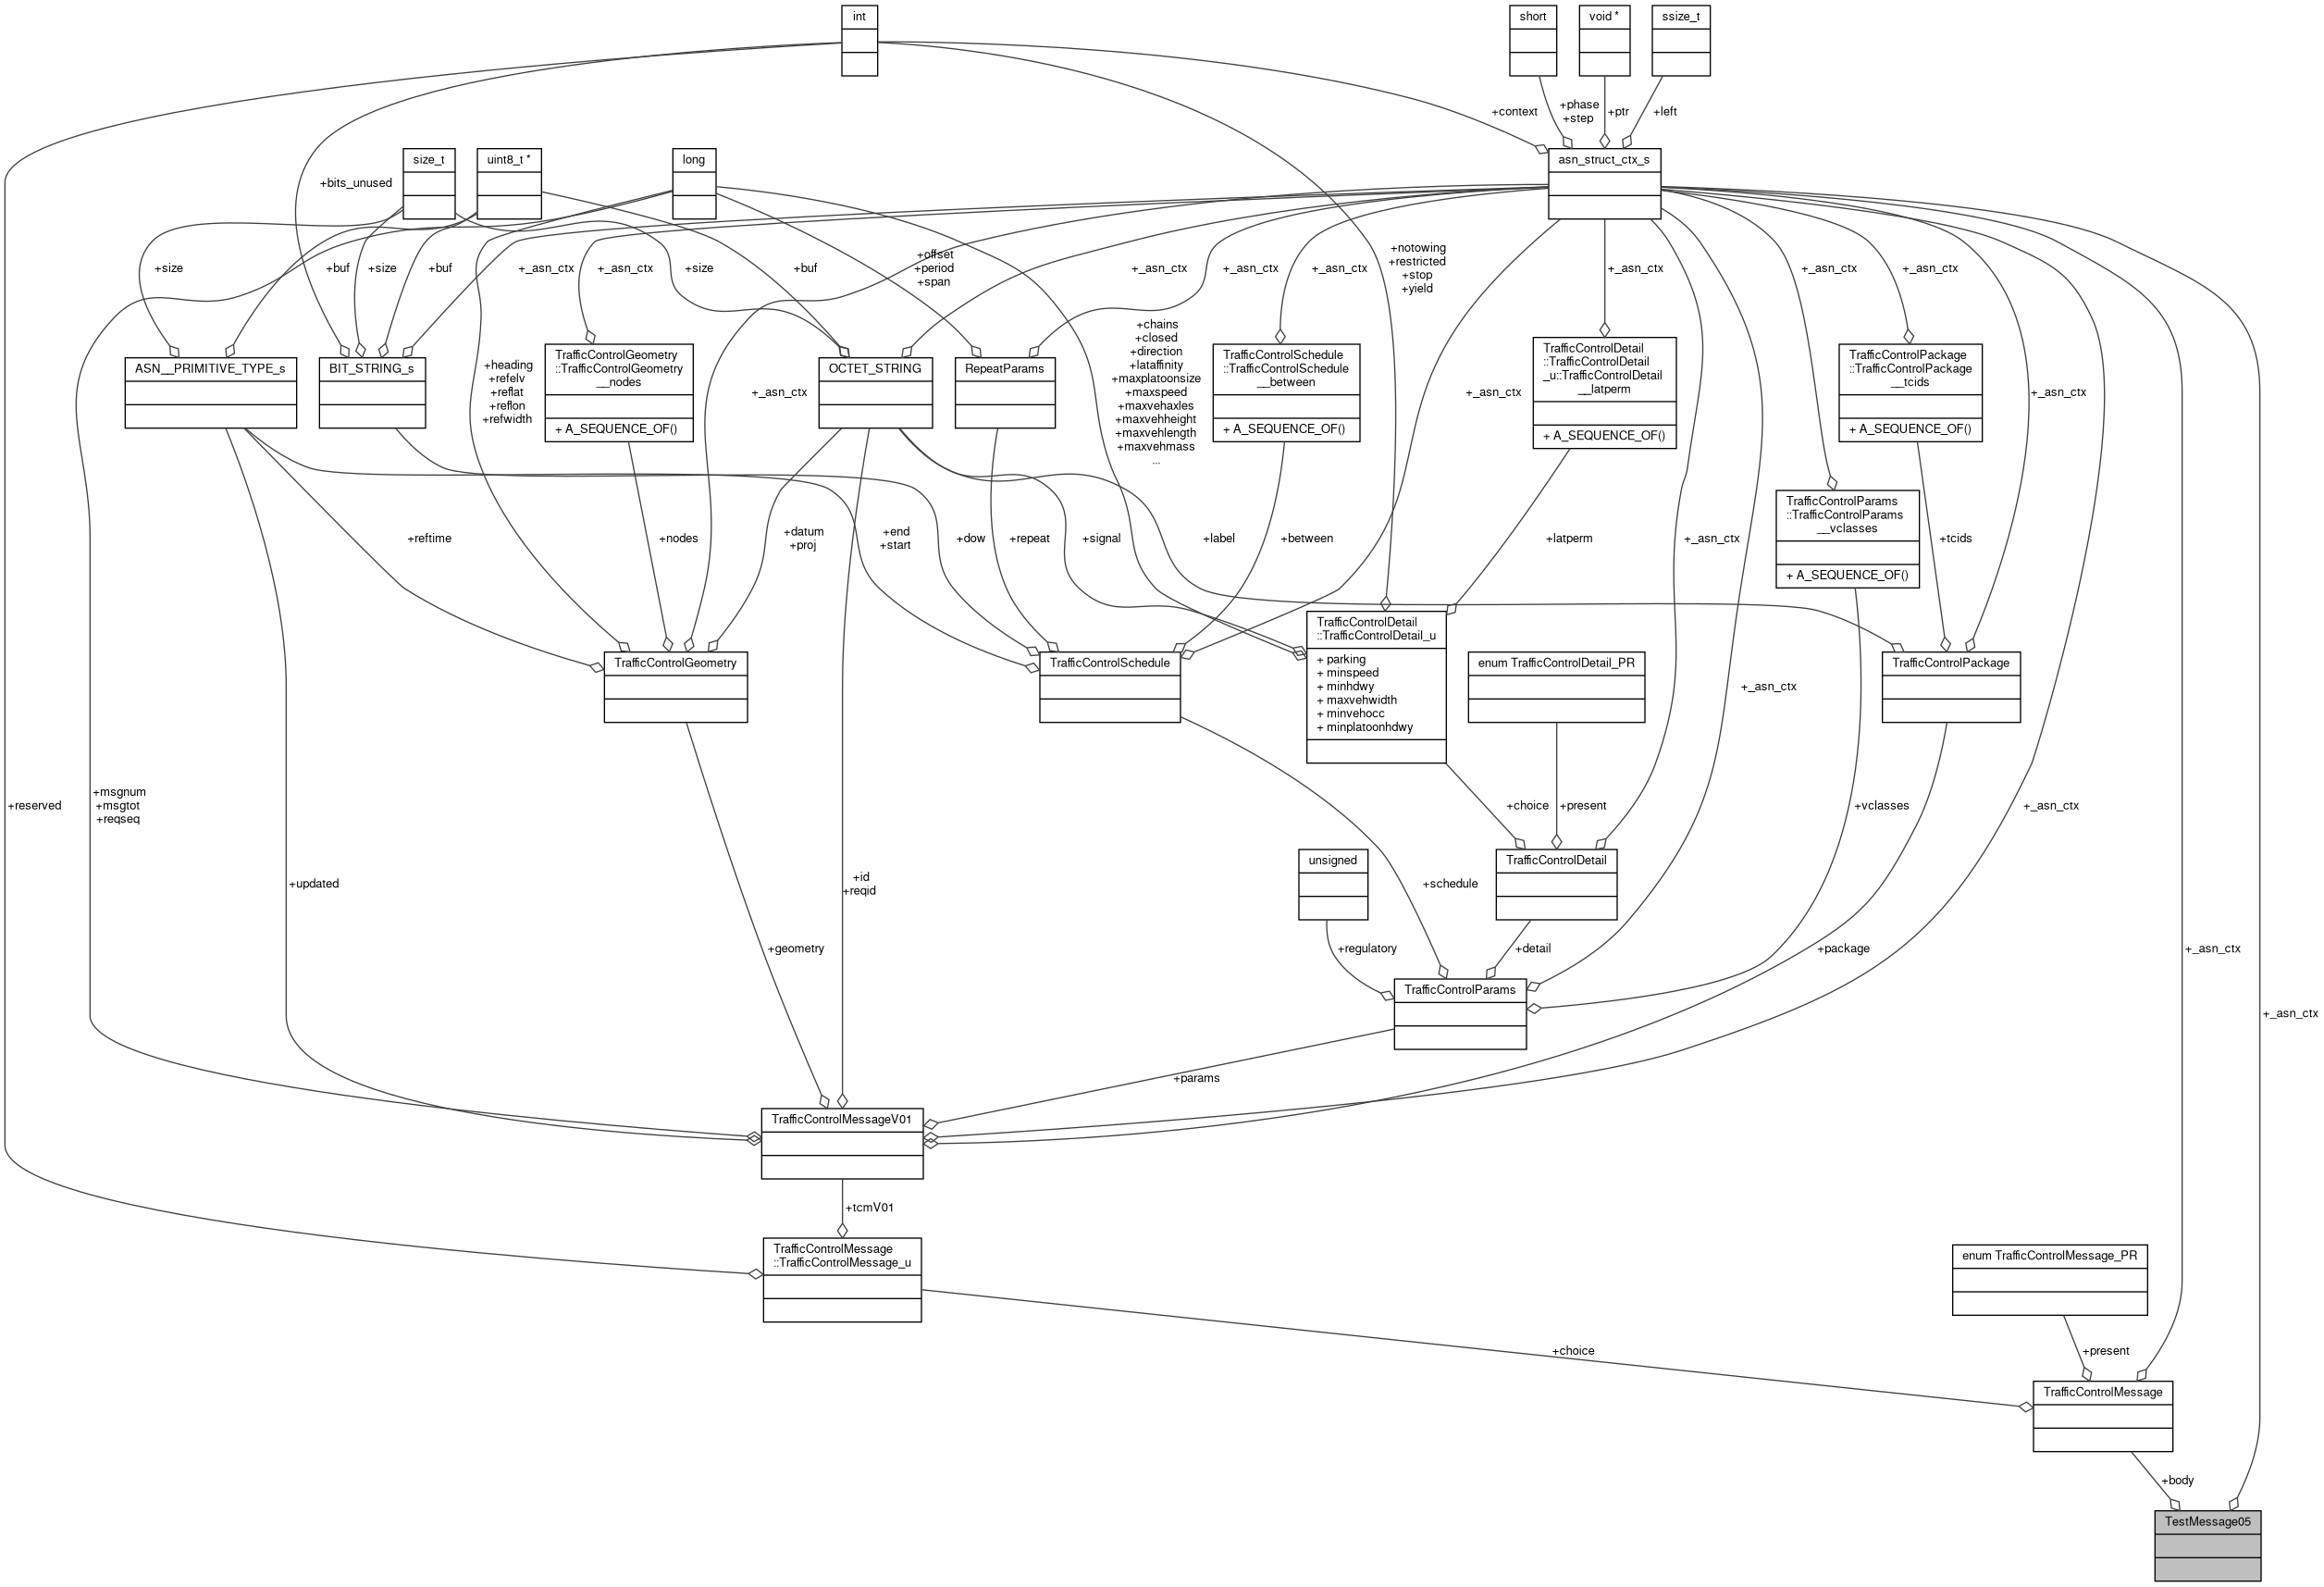 int
short
void *
ssize_t
+context
+phase
+step
+ptr
+left
size_t
uint8_t *
long
asn_struct_ctx_s
+bits_unused
+size
+buf
+size
+buf
+_asn_ctx
+_asn_ctx
+size
+buf
+offset
+period
+span
+_asn_ctx
+_asn_ctx
+_asn_ctx
+notowing
+restricted
+stop
+yield
+_asn_ctx
+_asn_ctx
+_asn_ctx
ASN__PRIMITIVE_TYPE_s
BIT_STRING_s
+heading
+refelv
+reflat
+reflon
+refwidth
TrafficControlGeometry
::TrafficControlGeometry
__nodes
+ A_SEQUENCE_OF()
+_asn_ctx
OCTET_STRING
RepeatParams
+chains
+closed
+direction
+lataffinity
+maxplatoonsize
+maxspeed
+maxvehaxles
+maxvehheight
+maxvehlength
+maxvehmass
...
TrafficControlSchedule
::TrafficControlSchedule
__between
+ A_SEQUENCE_OF()
+_asn_ctx
TrafficControlDetail
::TrafficControlDetail
_u::TrafficControlDetail
__latperm
+ A_SEQUENCE_OF()
TrafficControlPackage
::TrafficControlPackage
__tcids
+ A_SEQUENCE_OF()
+_asn_ctx
TrafficControlParams
::TrafficControlParams
__vclasses
+ A_SEQUENCE_OF()
+reftime
+nodes
+datum
+proj
+end
+start
+dow
+repeat
+signal
+label
+between
+latperm
+_asn_ctx
+tcids
TrafficControlGeometry
TrafficControlSchedule
TrafficControlDetail
::TrafficControlDetail_u
+ parking
+ minspeed
+ minhdwy
+ maxvehwidth
+ minvehocc
+ minplatoonhdwy
enum TrafficControlDetail_PR
+_asn_ctx
TrafficControlPackage
+reserved
+msgnum
+msgtot
+reqseq
+choice
+present
+vclasses
+_asn_ctx
+updated
+id
+reqid
unsigned
TrafficControlDetail
+schedule
+geometry
+regulatory
+detail
+package
+_asn_ctx
TrafficControlParams
+_asn_ctx
+params
TrafficControlMessageV01
+tcmV01
TrafficControlMessage
::TrafficControlMessage_u
enum TrafficControlMessage_PR
+choice
+present
TrafficControlMessage
+body
TestMessage05